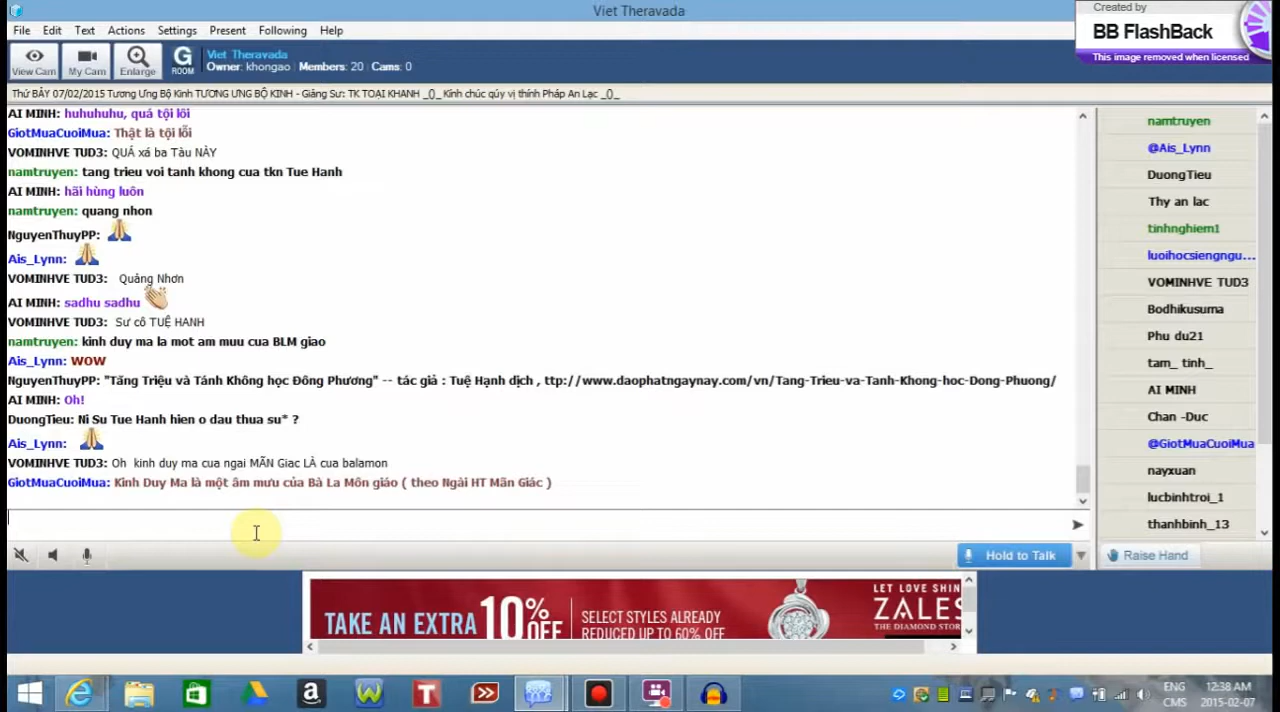 Viet Theravada
Created by
BB FlashBack
This image removed when licensed
File Edit Text Actions Settings Present Following Help
View Cam
My Cam
Enlarge
G
ROOM
Viet Theravada
Owner: khongao : Members: 20 : Cams: 0
Thứ BẢY 07/02/2015 Tương Ưng Bộ Kinh TƯƠNG ƯNG BỘ KINH - Giảng Sư: TK TOẠI KHANH _()_ Kính chúc qúy vị thính Pháp An Lạc _()_
AI MINH: huhuhuhu, quá tội lỗi
GiotMuaCuoiMua: Thật là tội lỗi
VOMINHVE TUD3: QUÁ xá ba Tàu NÀY
namtruyen: tang trieu voi tanh khong cua tkn Tue Hanh
AI MINH: hãi hùng luôn
namtruyen: quang nhon
NguyenThuyPP:
Ais_Lynn:
VOMINHVE TUD3: Quảng Nhơn
AI MINH: sadhu sadhu
VOMINHVE TUD3: Sư cô TUỆ HANH
namtruyen: kinh duy ma la mot am muu cua BLM giao
Ais_Lynn: WOW
NguyenThuyPP: "Tăng Triệu và Tánh Không học Đông Phương" -- tác giả : Tuệ Hạnh dịch , ttp://www.daophatngaynay.com/vn/Tang-Trieu-va-Tanh-Khong-hoc-Dong-Phuong/
AI MINH: Oh!
DuongTieu: Ni Su Tue Hanh hien o dau thua su* ?
Ais_Lynn:
VOMINHVE TUD3: Oh kinh duy ma cua ngai MÃN Giac LÀ cua balamon
GiotMuaCuoiMua: Kinh Duy Ma là một âm mưu của Bà La Môn giáo ( theo Ngài HT Mãn Giác )
namtruyen
@Ais_Lynn
DuongTieu
Thy an lac
tinhnghiem1
luoihocsiengngu...
VOMINHVE TUD3
Bodhikusuma
Phu du21
tam_ tinh_
AI MINH
Chan -Duc
@GiotMuaCuoiMua
nayxuan
lucbinhtroi_1
thanhbinh_13
Hold to Talk
Raise Hand
TAKE AN EXTRA 10% OFF
SELECT STYLES ALREADY
REDUCED UP TO 60% OFF
LET LOVE SHIN
ZALES
THE DIAMOND STOR
ENG
CMS
12:38 AM
2015-02-07